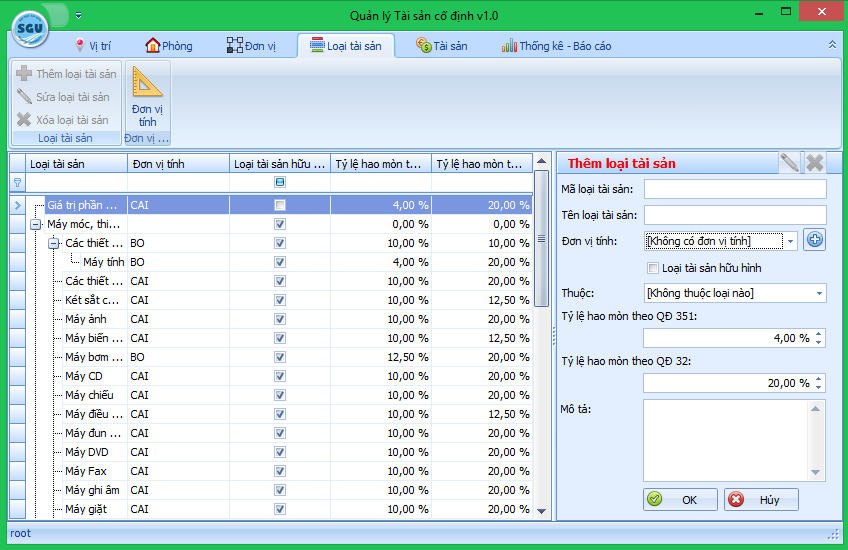 SGU
Quản lý Tài sản cố định v1.0
Vị trí Phòng Đơn vị Loại tài sản Tài sản Thống kê - Báo cáo
Thêm loại tài sản
Sửa loại tài sản
Xóa loại tài sản
Loại tài sản
Đơn vị tính
Đơn vị ...
Loại tài sản Đơn vị tính Loại tài sản hữu ... Tỷ lệ hao mòn t... Tỷ lệ hao mòn t...
Giá trị phần ... CAI 4,00 % 20,00 %
Máy móc, thi... 0,00 % 0,00 %
Các thiết ... BO 10,00 % 10,00 %
Máy tính BO 4,00 % 20,00 %
Các thiết ... CAI 10,00 % 20,00 %
Két sắt c... CAI 10,00 % 12,50 %
Máy ảnh CAI 10,00 % 20,00 %
Máy biến ... CAI 10,00 % 12,50 %
Máy bơm ... BO 12,50 % 20,00 %
Máy CD CAI 10,00 % 20,00 %
Máy chiếu CAI 10,00 % 20,00 %
Máy điều ... CAI 10,00 % 12,50 %
Máy đun ... CAI 10,00 % 20,00 %
Máy DVD CAI 10,00 % 20,00 %
Máy Fax CAI 10,00 % 20,00 %
Máy ghi âm CAI 10,00 % 20,00 %
Máy giặt CAI 10,00 % 20,00 %
Thêm loại tài sản
Mã loại tài sản:
Tên loại tài sản:
Đơn vị tính: [Không có đơn vị tính]
Loại tài sản hữu hình
Thuộc: [Không thuộc loại nào]
Tỷ lệ hao mòn theo QĐ 351:
4,00 %
Tỷ lệ hao mòn theo QĐ 32:
20,00 %
Mô tả:
OK Hủy
root